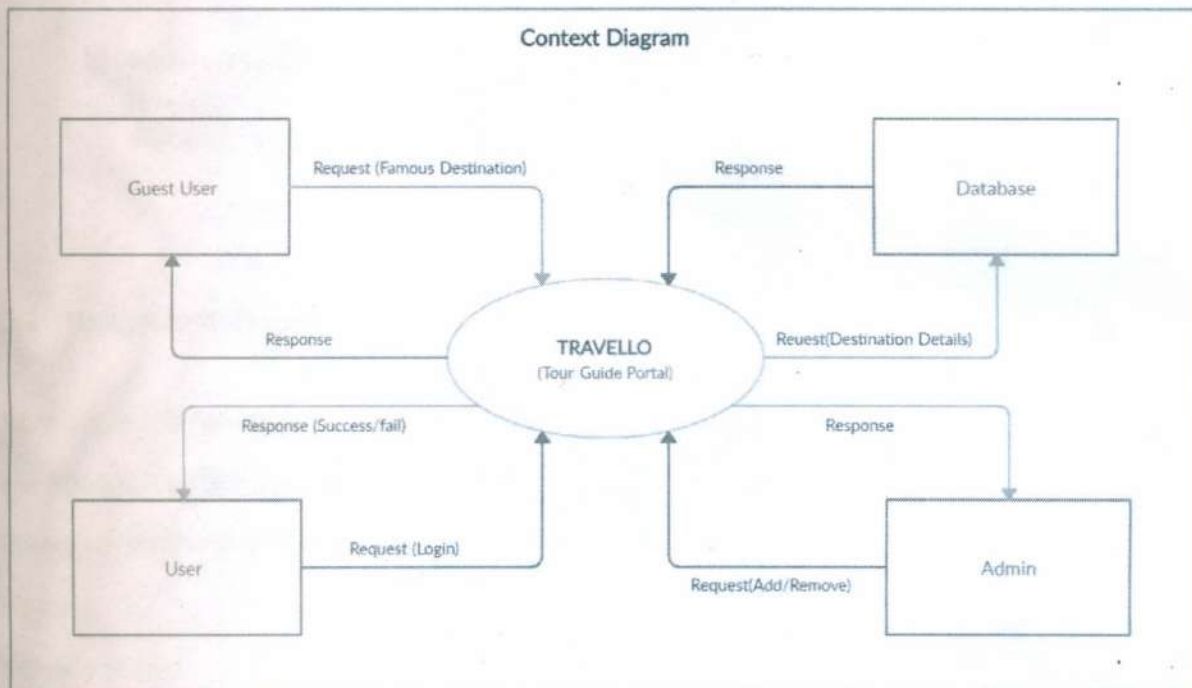 Context Diagram
Request (Famous Destination)
Response
Guest User
Database
Response
TRAVELLO
Reuest(Destination Details)
(Tour Guide Portal)
Response (Success/fail)
Response
Request (Login)
User
Admin
Request(Add/Remove)